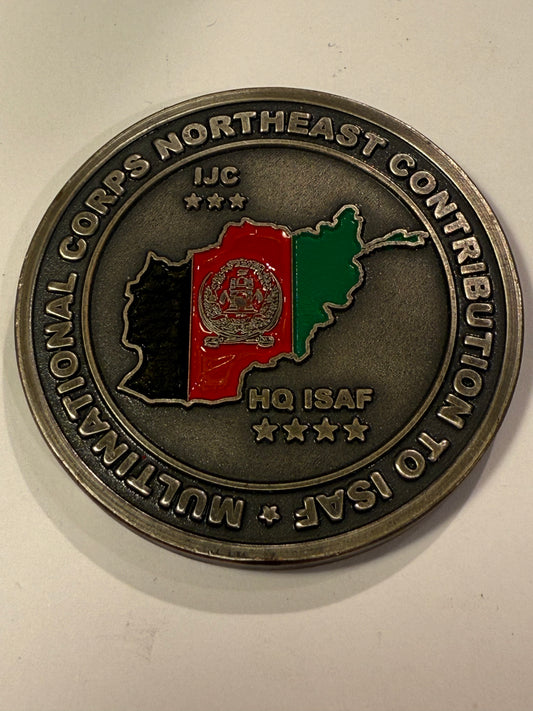 MULTINATIONAL CORPS NORTHEAST CONTRIBUTION TO ISAF
IJC
HQ ISAF